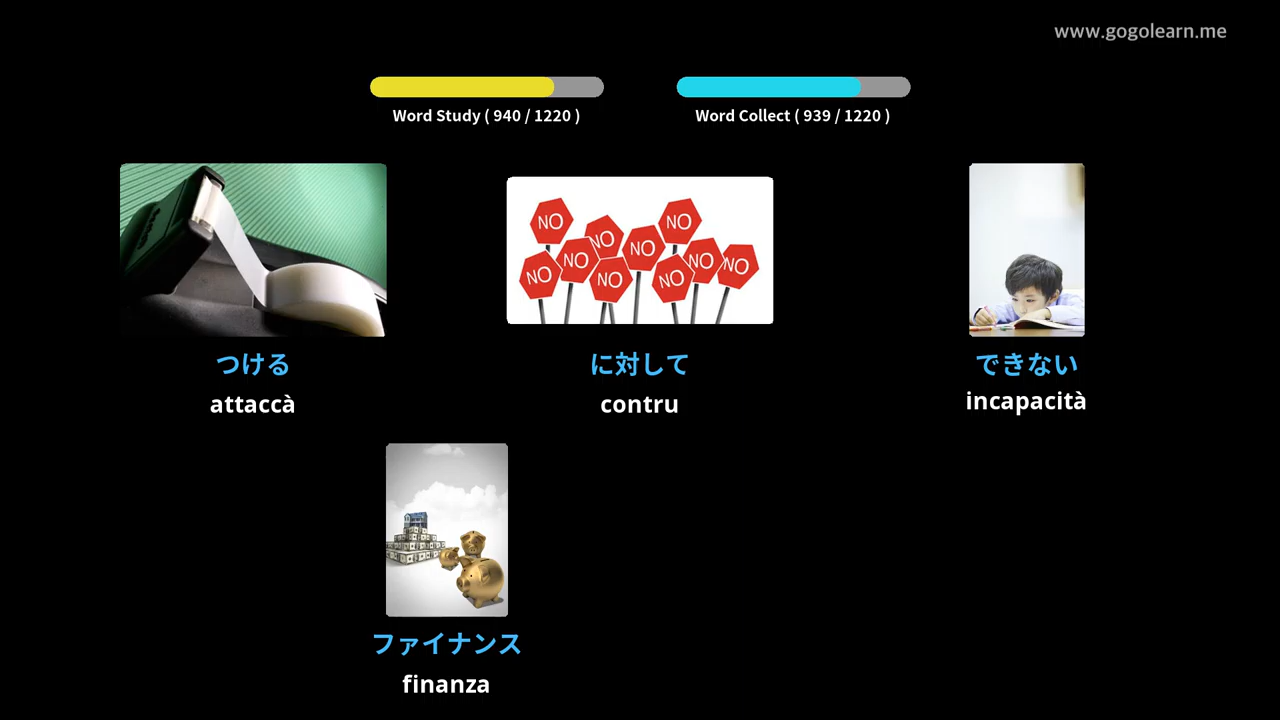 www.gogolearn.me
Word Study ( 940 / 1220 )
Word Collect ( 939 / 1220 )
NO NO NO NO NO NO NO NO NO NO
つける
attaccà
に対して
contru
できない
incapacità
ファイナンス
finanza